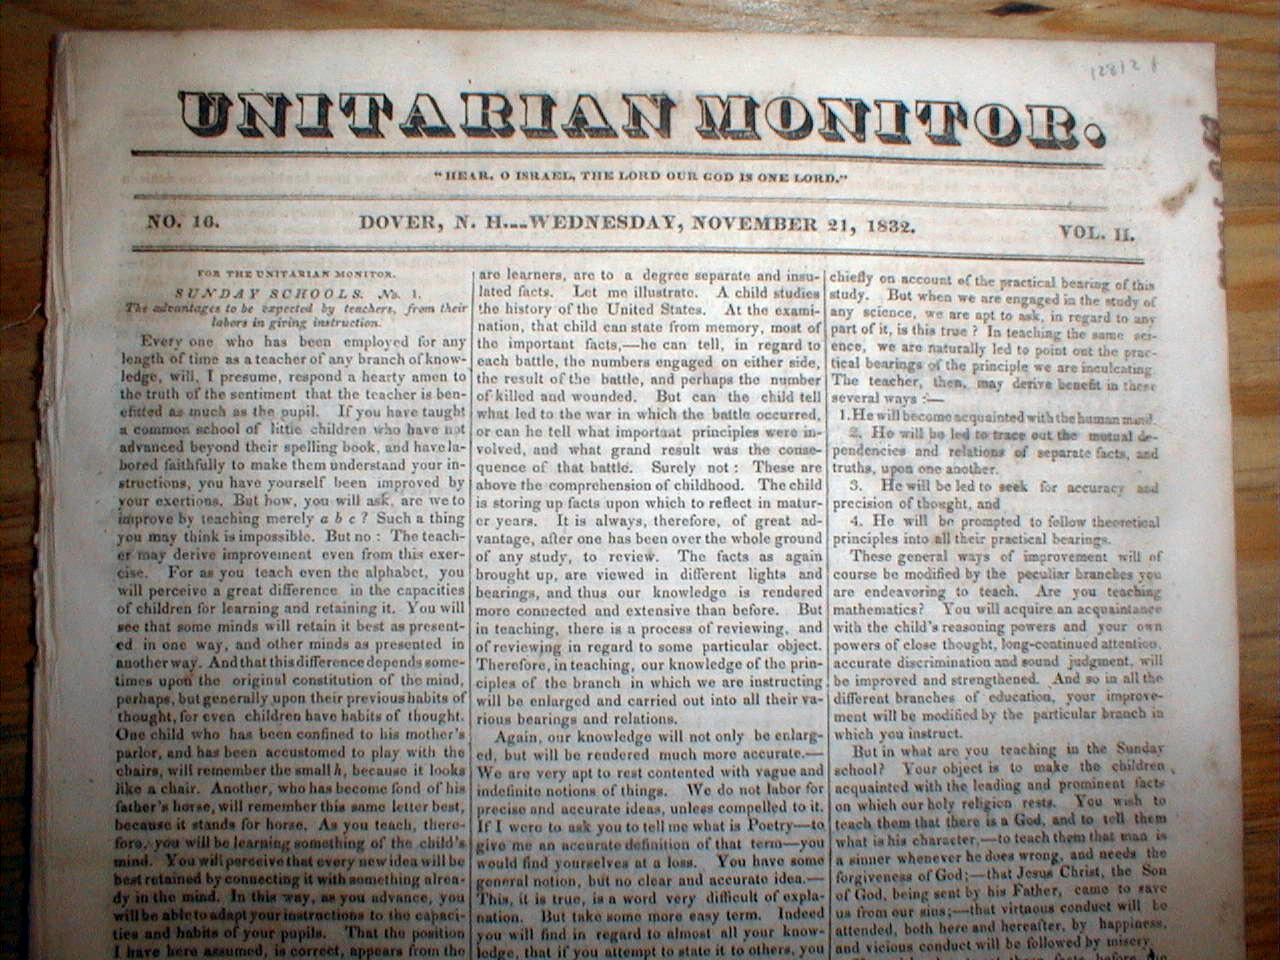 UNITARIAN MONITOR.
"HEAR, O ISRAEL, THE LORD OUR GOD IS ONE LORD."
NO. 16. DOVER, N. H.---WEDNESDAY, NOVEMBER 21, 1832. VOL. II.
FOR THE UNITARIAN MONITOR.
SUNDAY SCHOOLS. No. 1.
The advantages to be expected by teachers, from their
labors in giving instruction.
Every one who has been employed for any
length of time as a teacher of any branch of know-
ledge, will, I presume, respond a hearty amen to
the truth of the sentiment that the teacher is ben-
efitted as much as the pupil. If you have taught
a common school of little children who have not
advanced beyond their spelling book, and have la-
bored faithfully to make them understand your in-
structions, you have yourself been improved by
your exertions. But how, you will ask, are we to
improve by teaching merely a b c? Such a thing
you may think is impossible. But no: The teach-
er may derive improvement even from this exer-
cise. For as you teach even the alphabet, you
will perceive a great difference in the capacities
of children for learning and retaining it. You will
see that some minds will retain it best as present-
ed in one way, and other minds as presented in
another way. And that this difference depends some-
times upon the original constitution of the mind,
perhaps, but generally upon their previous habits of
thought, for even children have habits of thought.
One child who has been confined to his mother's
parlor, and has been accustomed to play with the
chairs, will remember the small h, because it looks
like a chair. Another, who has become fond of his
father's horse, will remember this same letter best,
because it stands for horse. As you teach, there-
fore, you will be learning something of the child's
mind. You will perceive that every new idea will be
best retained by connecting it with something alrea-
dy in the mind. In this way, as you advance, you
will be able to adapt your instructions to the capaci-
ties and habits of your pupils. That the position
I have here assumed, is correct, appears from the
are learners, are to a degree separate and insu-
lated facts. Let me illustrate. A child studies
the history of the United States. At the exami-
nation, that child can state from memory, most of
the important facts,—he can tell, in regard to
each battle, the numbers engaged on either side,
the result of the battle, and perhaps the number
of killed and wounded. But can the child tell
what led to the war in which the battle occurred,
or can he tell what important principles were in-
volved, and what grand result was the conse-
quence of that battle. Surely not: These are
above the comprehension of childhood. The child
is storing up facts upon which to reflect in matur-
er years. It is always, therefore, of great ad-
vantage, after one has been over the whole ground
of any study, to review. The facts as again
brought up, are viewed in different lights and
bearings, and thus our knowledge is rendered
more connected and extensive than before. But
in teaching, there is a process of reviewing, and
of reviewing in regard to some particular object.
Therefore, in teaching, our knowledge of the prin-
ciples of the branch in which we are instructing
will be enlarged and carried out into all their va-
rious bearings and relations.
Again, our knowledge will not only be enlarg-
ed, but will be rendered much more accurate.—
We are very apt to rest contented with vague and
indefinite notions of things. We do not labor for
precise and accurate ideas, unless compelled to it.
If I were to ask you to tell me what is Poetry—to
give me an accurate definition of that term—you
would find yourselves at a loss. You have some
general notion, but no clear and accurate idea.—
This, it is true, is a word very difficult of expla-
nation. But take some more easy term. Indeed
you will find in regard to almost all your know-
ledge, that if you attempt to state it to others, you
chiefly on account of the practical bearing of this
study. But when we are engaged in the study of
any science, we are apt to ask, in regard to any
part of it, is this true? In teaching the same sci-
ence, we are naturally led to point out the prac-
tical bearings of the principle we are inculcating.
The teacher, then, may derive benefit in these
several ways:—
1. He will become acquainted with the human mind.
2. He will be led to trace out the mutual de-
pendencies and relations of separate facts, and
truths, upon one another.
3. He will be led to seek for accuracy and
precision of thought, and
4. He will be prompted to follow theoretical
principles into all their practical bearings.
These general ways of improvement will of
course be modified by the peculiar branches you
are endeavoring to teach. Are you teaching
mathematics? You will acquire an acquaintance
with the child's reasoning powers and your own
powers of close thought, long-continued attention,
accurate discrimination and sound judgment, will
be improved and strengthened. And so in all the
different branches of education, your improve-
ment will be modified by the particular branch in
which you instruct.
But in what are you teaching in the Sunday
school? Your object is to make the children
acquainted with the leading and prominent facts
on which our holy religion rests. You wish to
teach them that there is a God, and to tell them
what is his character,—to teach them that man is
a sinner whenever he does wrong, and needs the
forgiveness of God;—that Jesus Christ, the Son
of God, being sent by his Father, came to save
us from our sins;—that virtuous conduct will be
attended, both here and hereafter, by happiness,
and vicious conduct will be followed by misery.